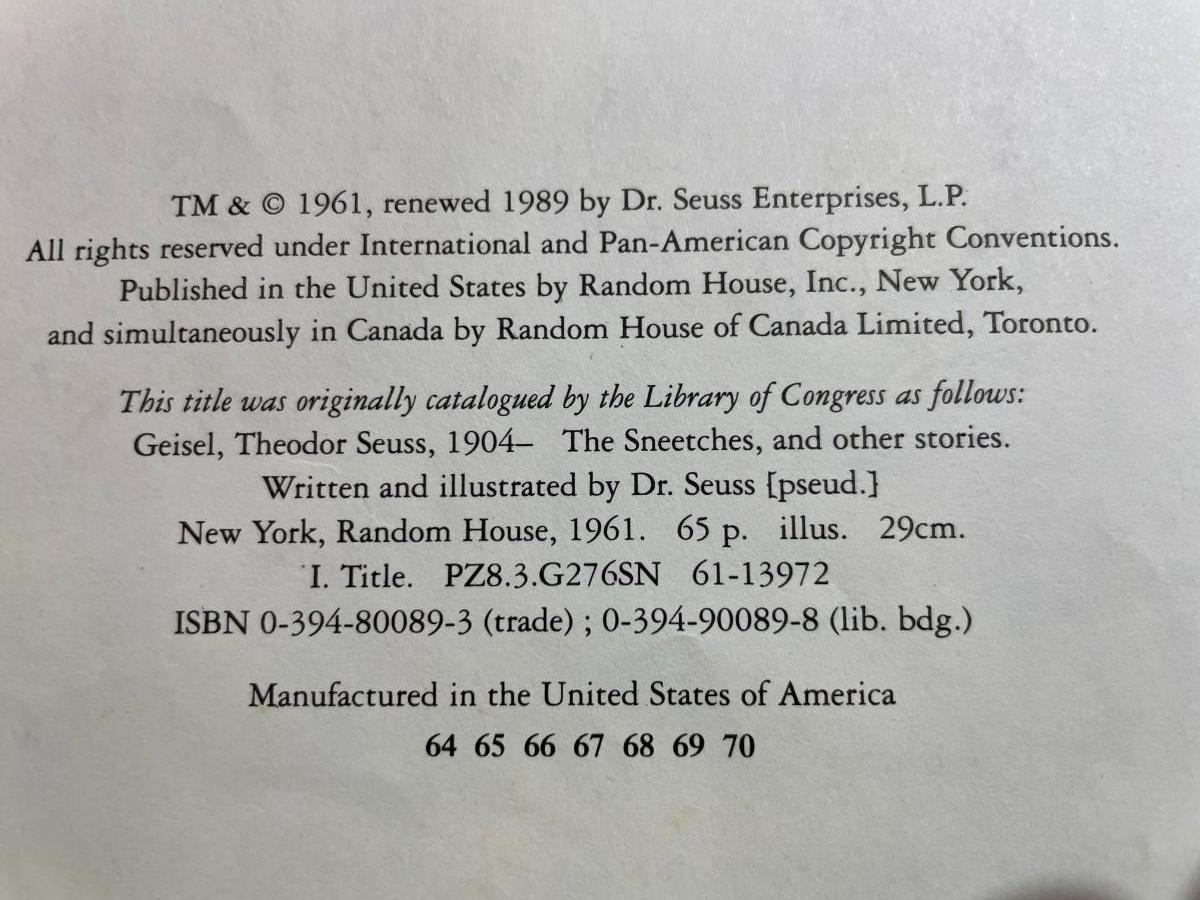 TM & © 1961, renewed 1989 by Dr. Seuss Enterprises, L.P.
All rights reserved under International and Pan-American Copyright Conventions.
Published in the United States by Random House, Inc., New York,
and simultaneously in Canada by Random House of Canada Limited, Toronto.
This title was originally catalogued by the Library of Congress as follows:
Geisel, Theodor Seuss, 1904– The Sneetches, and other stories.
Written and illustrated by Dr. Seuss [pseud.]
New York, Random House, 1961. 65 p. illus. 29cm.
I. Title. PZ8.3.G276SN 61-13972
ISBN 0-394-80089-3 (trade) ; 0-394-90089-8 (lib. bdg.)
Manufactured in the United States of America
64 65 66 67 68 69 70